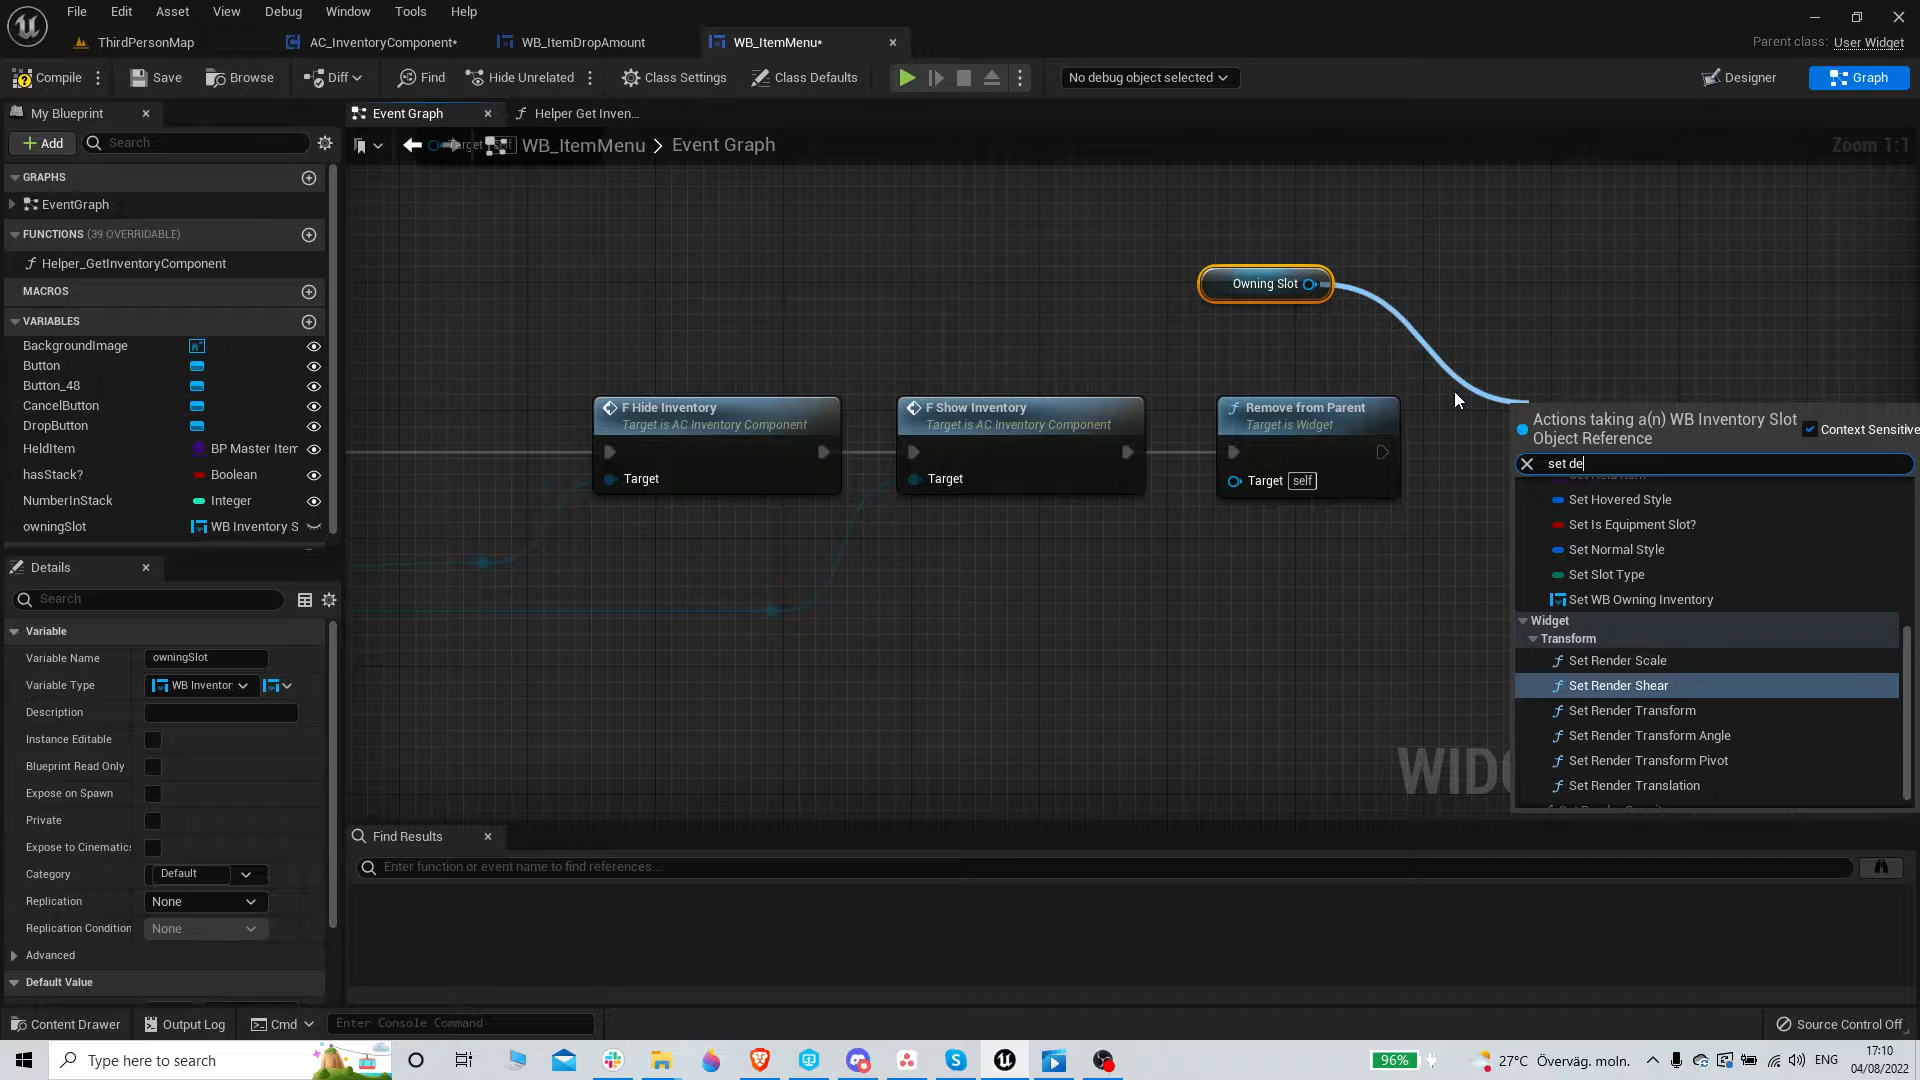 File Edit Asset View Debug Window Tools Help
ThirdPersonMap AC_InventoryComponent* WB_ItemDropAmount WB_ItemMenu*
Parent class: User Widget
Compile Save Browse Diff Find Hide Unrelated Class Settings Class Defaults No debug object selected Designer Graph
My Blueprint Event Graph Helper Get Inven...
Add Search WB_ItemMenu > Event Graph Zoom 1:1
GRAPHS
EventGraph
FUNCTIONS (39 OVERRIDABLE)
Helper_GetInventoryComponent
MACROS
VARIABLES
BackgroundImage
Button
Button_48
CancelButton
DropButton
HeldItem BP Master Item
hasStack? Boolean
NumberInStack Integer
owningSlot WB Inventory S
Owning Slot
F Hide Inventory
Target is AC Inventory Component
Target
F Show Inventory
Target is AC Inventory Component
Target
Remove from Parent
Target is Widget
Target self
Actions taking a(n) WB Inventory Slot
Object Reference
Context Sensitive
set de
Set Hovered Style
Set Is Equipment Slot?
Set Normal Style
Set Slot Type
Set WB Owning Inventory
Widget
Transform
Set Render Scale
Set Render Shear
Set Render Transform
Set Render Transform Angle
Set Render Transform Pivot
Set Render Translation
WID
Details
Search
Variable
Variable Name owningSlot
Variable Type WB Inventor
Description
Instance Editable
Blueprint Read Only
Expose on Spawn
Private
Expose to Cinematics
Category Default
Replication None
Replication Condition None
Advanced
Default Value
Find Results
Enter function or event name to find references...
Content Drawer Output Log Cmd Enter Console Command Source Control Off
Type here to search 96% 27°C Överväg. moln. ENG 17:10
04/08/2022